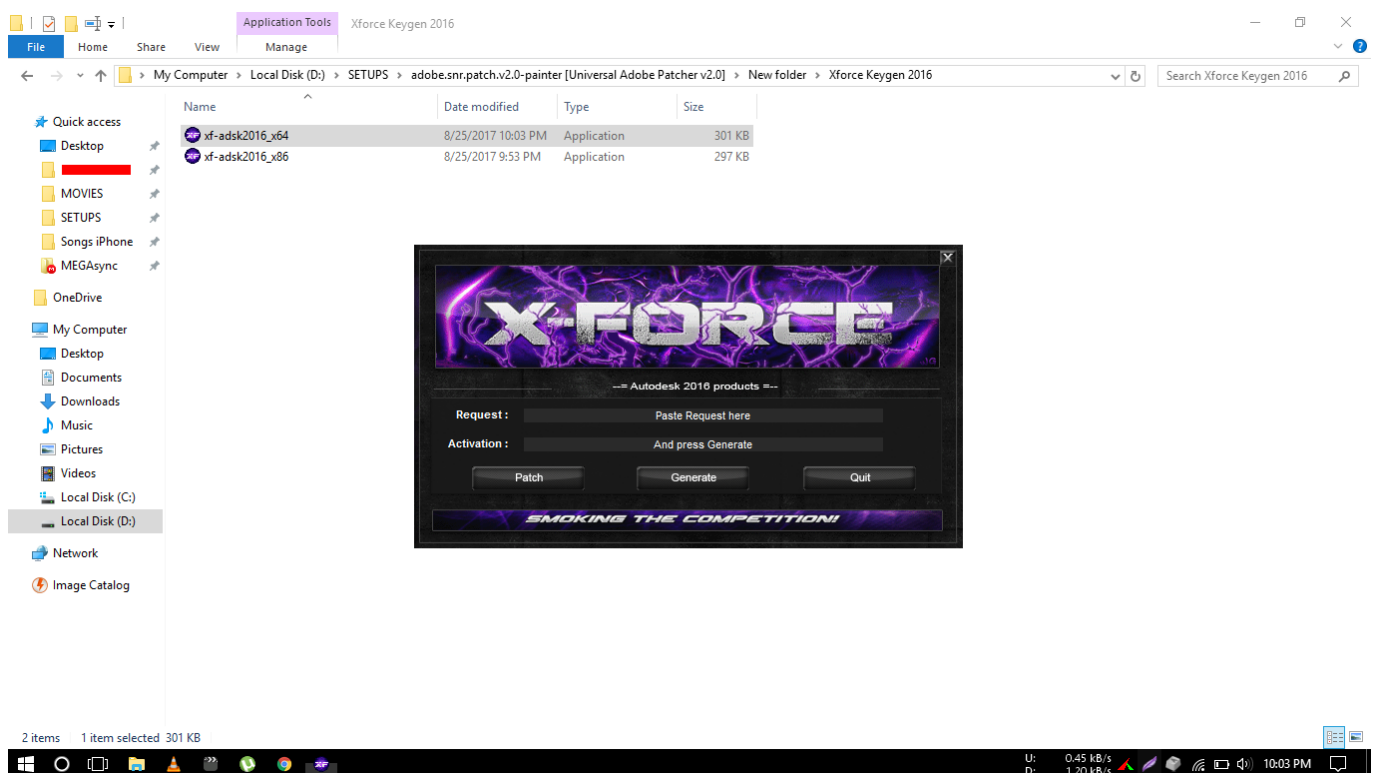 Application Tools Xforce Keygen 2016
File Home Share View Manage
My Computer Local Disk (D:) SETUPS adobe.snr.patch.v2.0-painter [Universal Adobe Patcher v2.0] New folder Xforce Keygen 2016 Search Xforce Keygen 2016
Name Date modified Type Size
xf-adsk2016_x64 8/25/2017 10:03 PM Application 301 KB
xf-adsk2016_x86 8/25/2017 9:53 PM Application 297 KB
Quick access
Desktop
MOVIES
SETUPS
Songs iPhone
MEGAsync
OneDrive
My Computer
Desktop
Documents
Downloads
Music
Pictures
Videos
Local Disk (C:)
Local Disk (D:)
Network
Image Catalog
X-FORCE
--= Autodesk 2016 products =--
Request : Paste Request here
Activation : And press Generate
Patch Generate Quit
SMOKING THE COMPETITION!
2 items 1 item selected 301 KB
U: 0.45 kB/s
D: 1.20 kB/s
10:03 PM